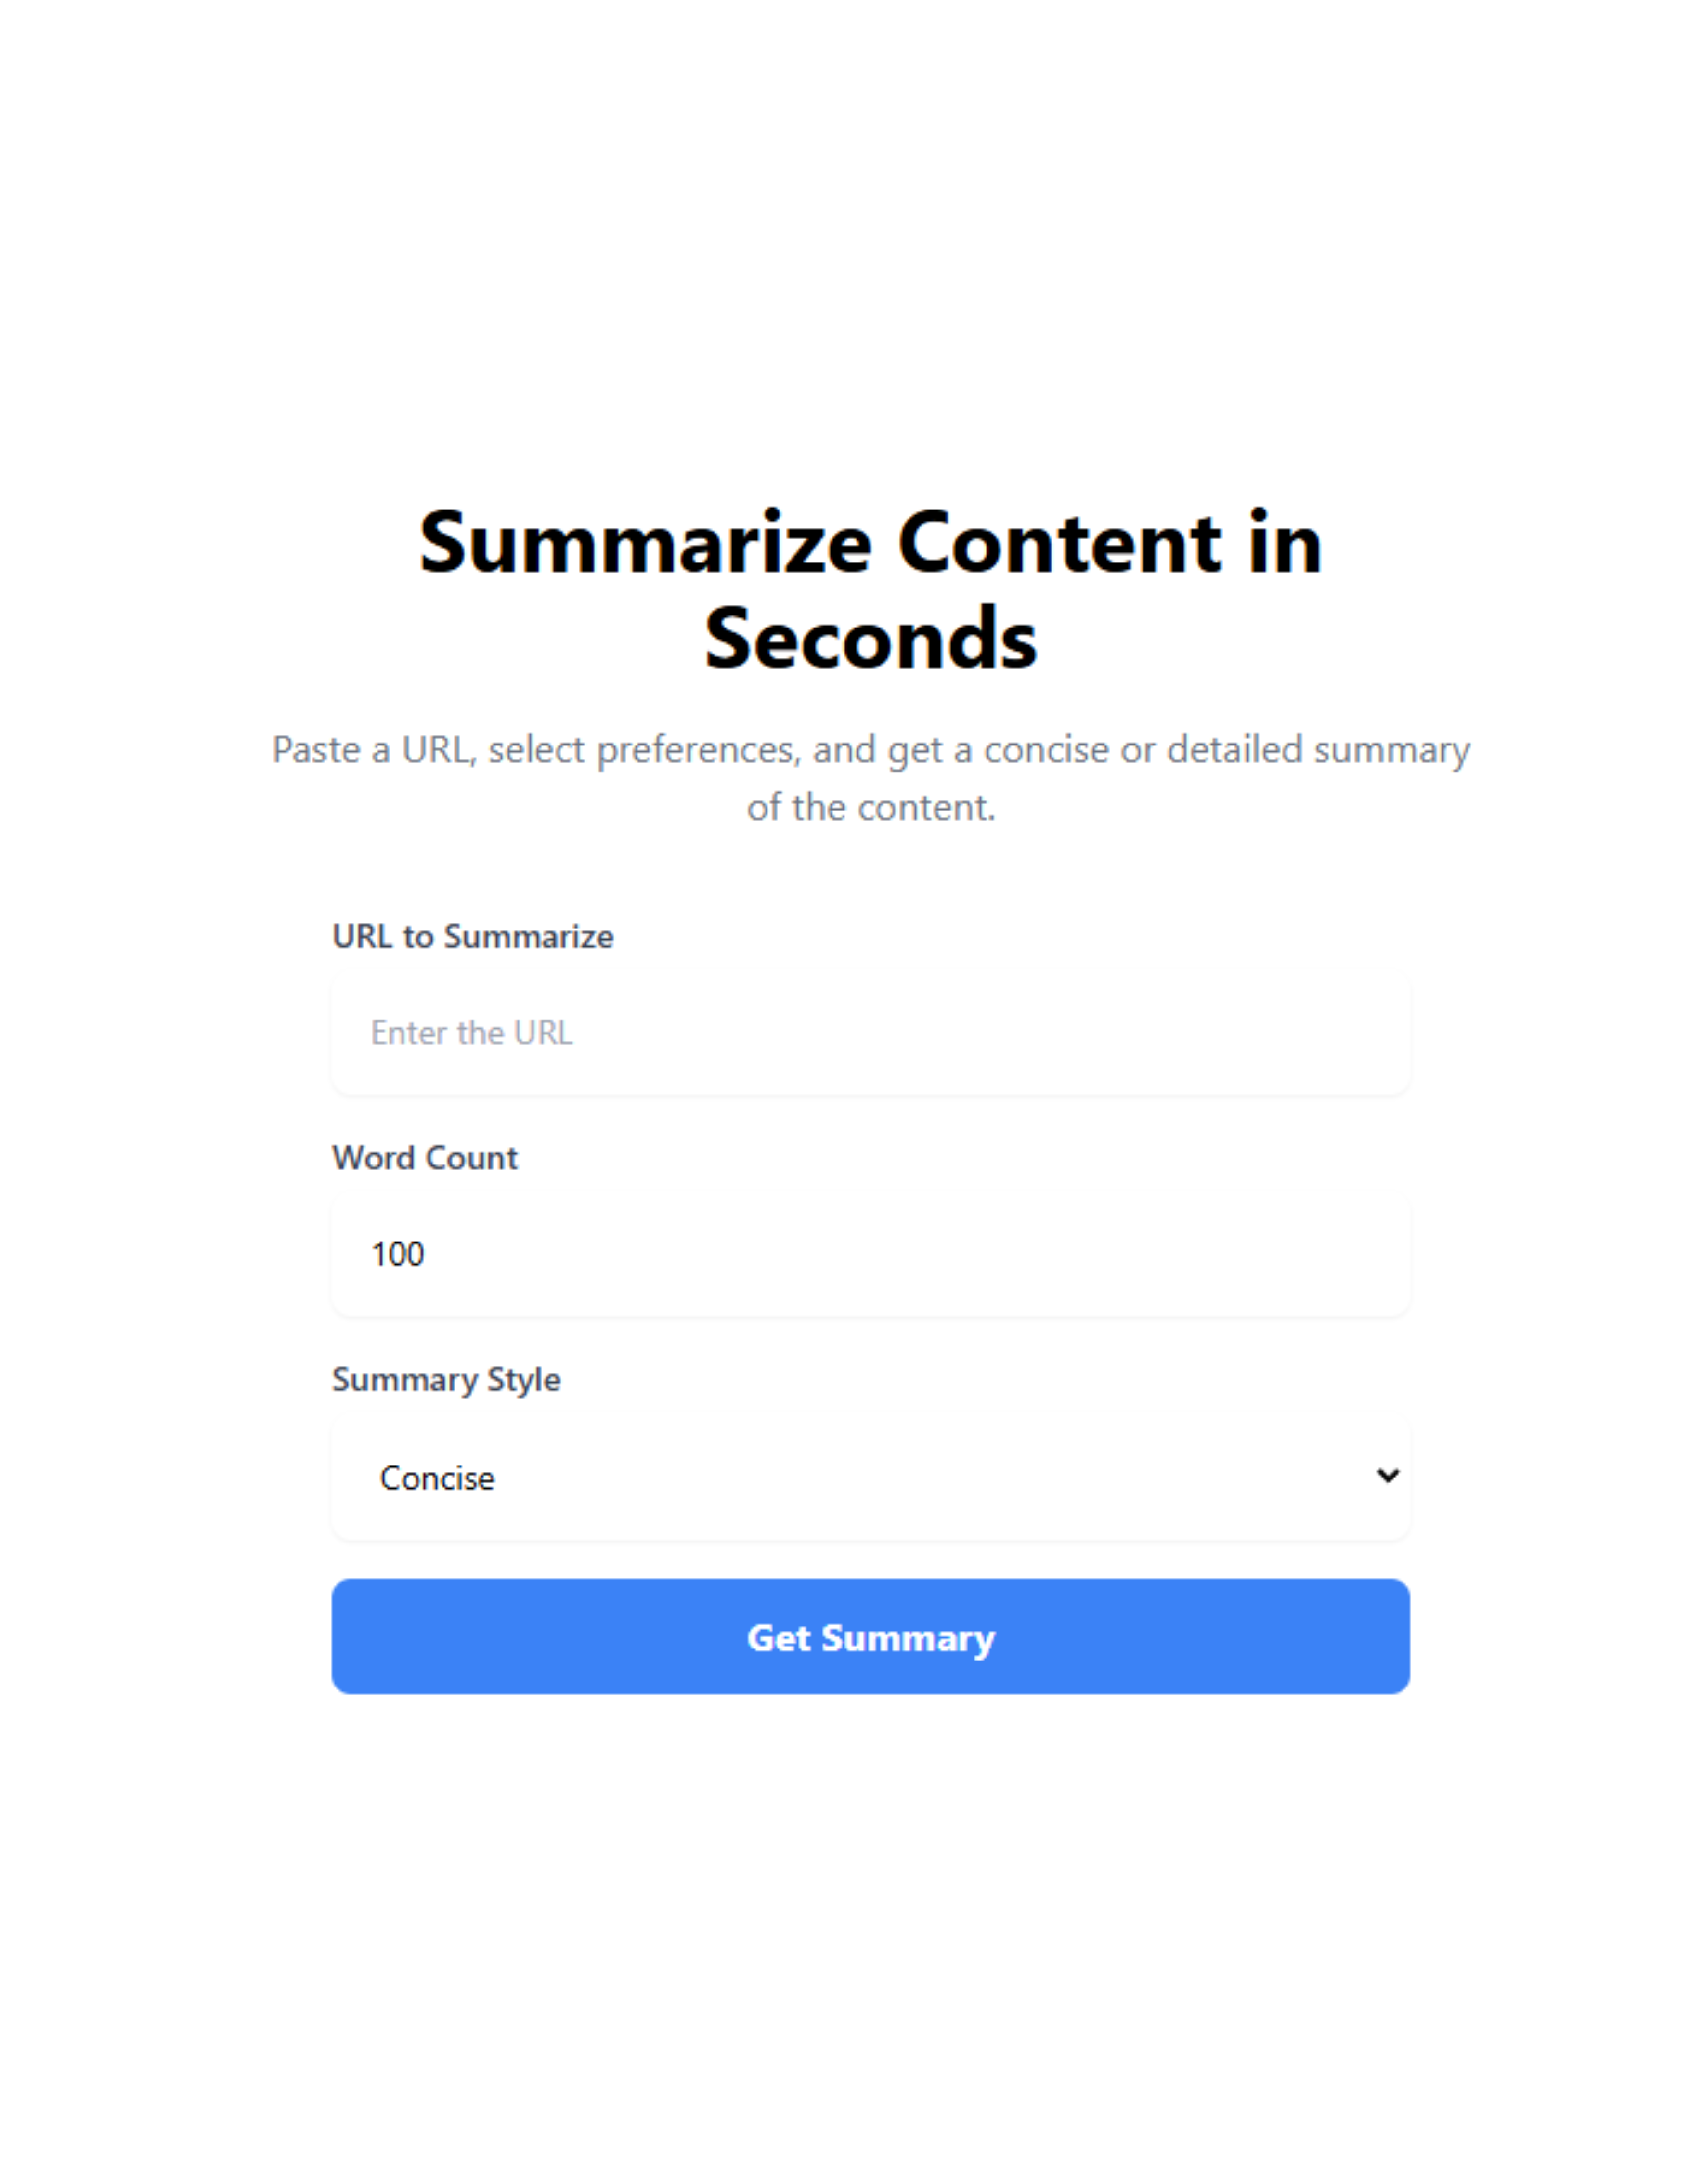 Summarize Content in
Seconds
Paste a URL, select preferences, and get a concise or detailed summary
of the content.
URL to Summarize
Enter the URL
Word Count
100
Summary Style
Concise
Get Summary